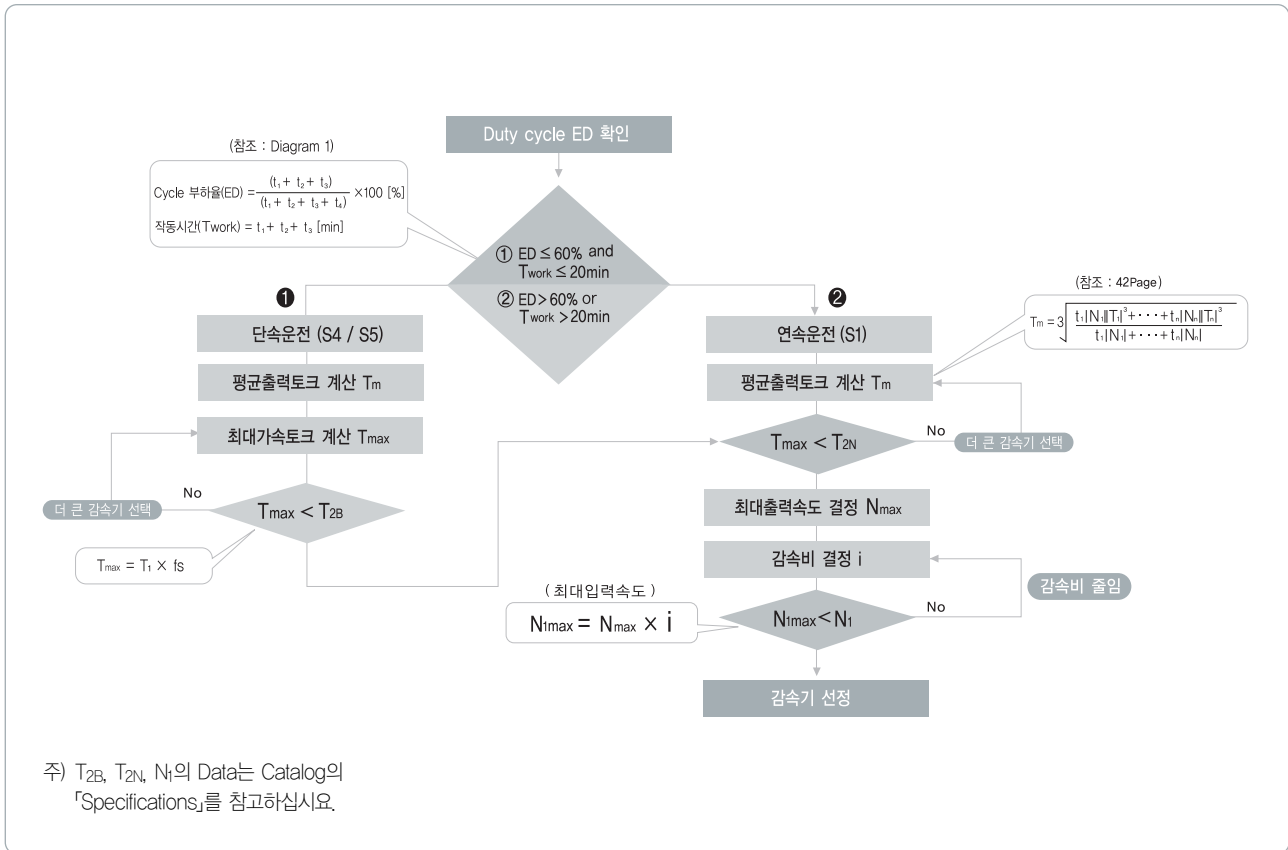 Duty cycle ED 확인
(참조 : Diagram 1)
Cycle 부하율(ED) = (t₁ + t₂ + t₃) / (t₁ + t₂ + t₃ + t₄) ×100 [%]
작동시간(Twork) = t₁ + t₂ + t₃ [min]
① ED ≤ 60% and
Twork ≤ 20min
② ED > 60% or
Twork > 20min
❶
단속운전 (S4 / S5)
평균출력토크 계산 Tm
최대가속토크 계산 Tmax
No
더 큰 감속기 선택
Tmax < T2B
Tmax = T₁ × fs
❷
연속운전 (S1)
(참조 : 42Page)
Tm = 3√ t₁|N₁||T₁|³+···+tₙ|Nₙ||Tₙ|³ / t₁|N₁|+···+tₙ|Nₙ|
평균출력토크 계산 Tm
Tmax < T2N
No
더 큰 감속기 선택
최대출력속도 결정 Nmax
감속비 결정 i
감속비 줄임
( 최대입력속도 )
N1max = Nmax × i
N1max < N₁
No
감속기 선정
주) T2B, T2N, N₁의 Data는 Catalog의
「Specifications」를 참고하십시요.